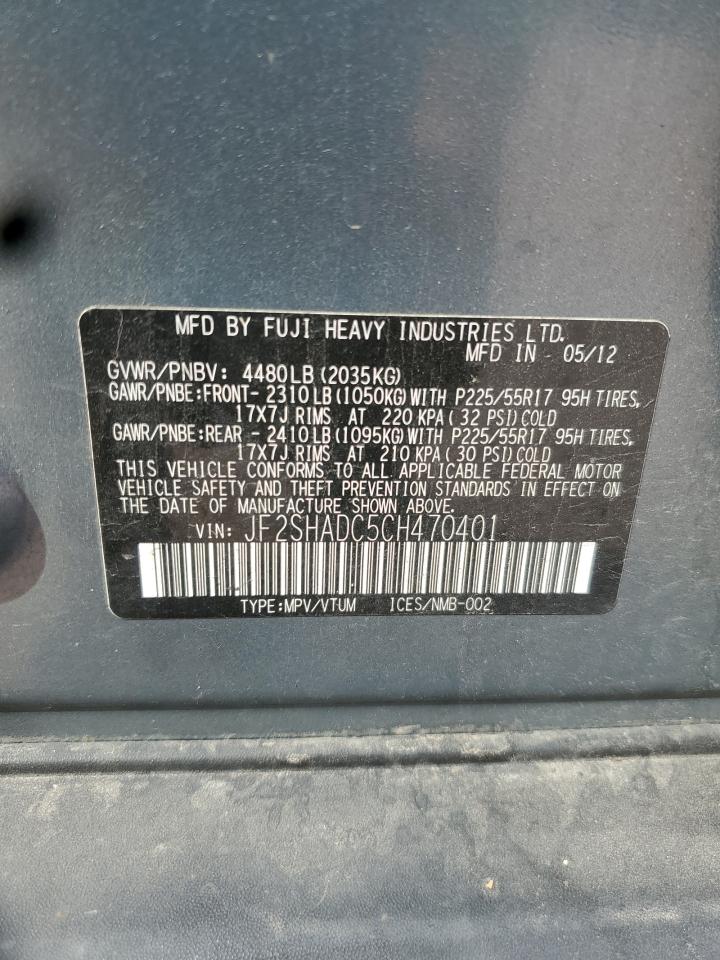 MFD BY FUJI HEAVY INDUSTRIES LTD.
MFD IN - 05/12
GVWR/PNBV: 4480LB(2035KG)
GAWR/PNBE:FRONT- 2310LB(1050KG)WITH P225/55R17 95H TIRES,
17X7J RIMS AT 220 KPA( 32 PSI)COLD
GAWR/PNBE:REAR - 2410LB(1095KG)WITH P225/55R17 95H TIRES,
17X7J RIMS AT 210 KPA( 30 PSI)COLD
THIS VEHICLE CONFORMS TO ALL APPLICABLE FEDERAL MOTOR
VEHICLE SAFETY AND THEFT PREVENTION STANDARDS IN EFFECT ON
THE DATE OF MANUFACTURE SHOWN ABOVE.
VIN: JF2SHADC5CH470401
TYPE:MPV/VTUM ICES/NMB-002